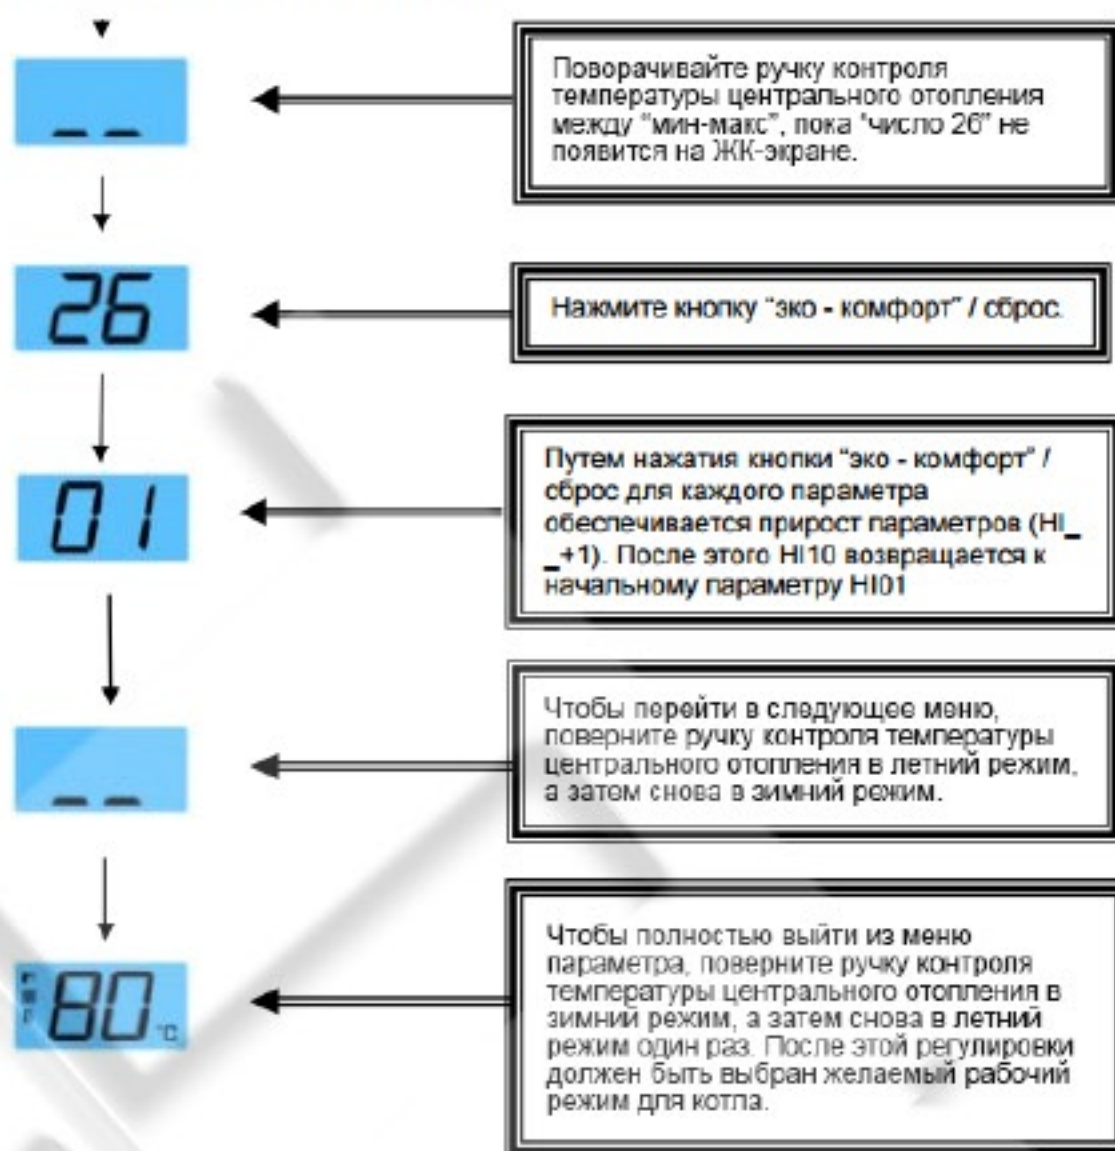 Поворачивайте ручку контроля
температуры центрального отопления
между “мин-макс”, пока “число 26” не
появится на ЖК-экране.
26
Нажмите кнопку “эко - комфорт” / сброс.
01
Путем нажатия кнопки “эко - комфорт” /
сброс для каждого параметра
обеспечивается прирост параметров (HI_
_+1). После этого HI10 возвращается к
начальному параметру HI01
Чтобы перейти в следующее меню,
поверните ручку контроля температуры
центрального отопления в летний режим,
а затем снова в зимний режим.
80 °C
Чтобы полностью выйти из меню
параметра, поверните ручку контроля
температуры центрального отопления в
зимний режим, а затем снова в летний
режим один раз. После этой регулировки
должен быть выбран желаемый рабочий
режим для котла.